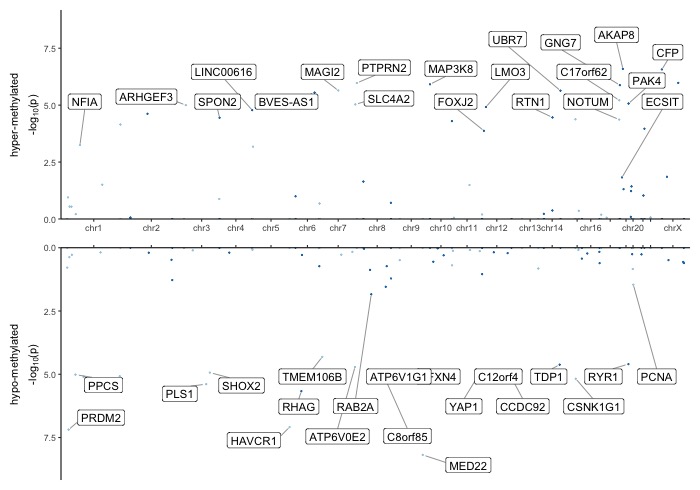 AKAP8
UBR7
GNG7
CFP
PTPRN2
LINC00616
MAGI2
MAP3K8
LMO3
C17orf62
PAK4
NFIA
ARHGEF3
SPON2
BVES-AS1
SLC4A2
FOXJ2
RTN1
NOTUM
ECSIT
hyper-methylated
-log10(p)
7.5
5.0
2.5
0.0
chr1
chr2
chr3
chr4
chr5
chr6
chr7
chr8
chr9
chr10
chr11
chr12
chr13
chr14
chr16
chr20
chrX
hypo-methylated
-log10(p)
0.0
2.5
5.0
7.5
TMEM106B
ATP6V1G1
FXN4
C12orf4
TDP1
RYR1
PCNA
PPCS
PLS1
SHOX2
RHAG
RAB2A
YAP1
CCDC92
CSNK1G1
PRDM2
HAVCR1
ATP6V0E2
C8orf85
MED22